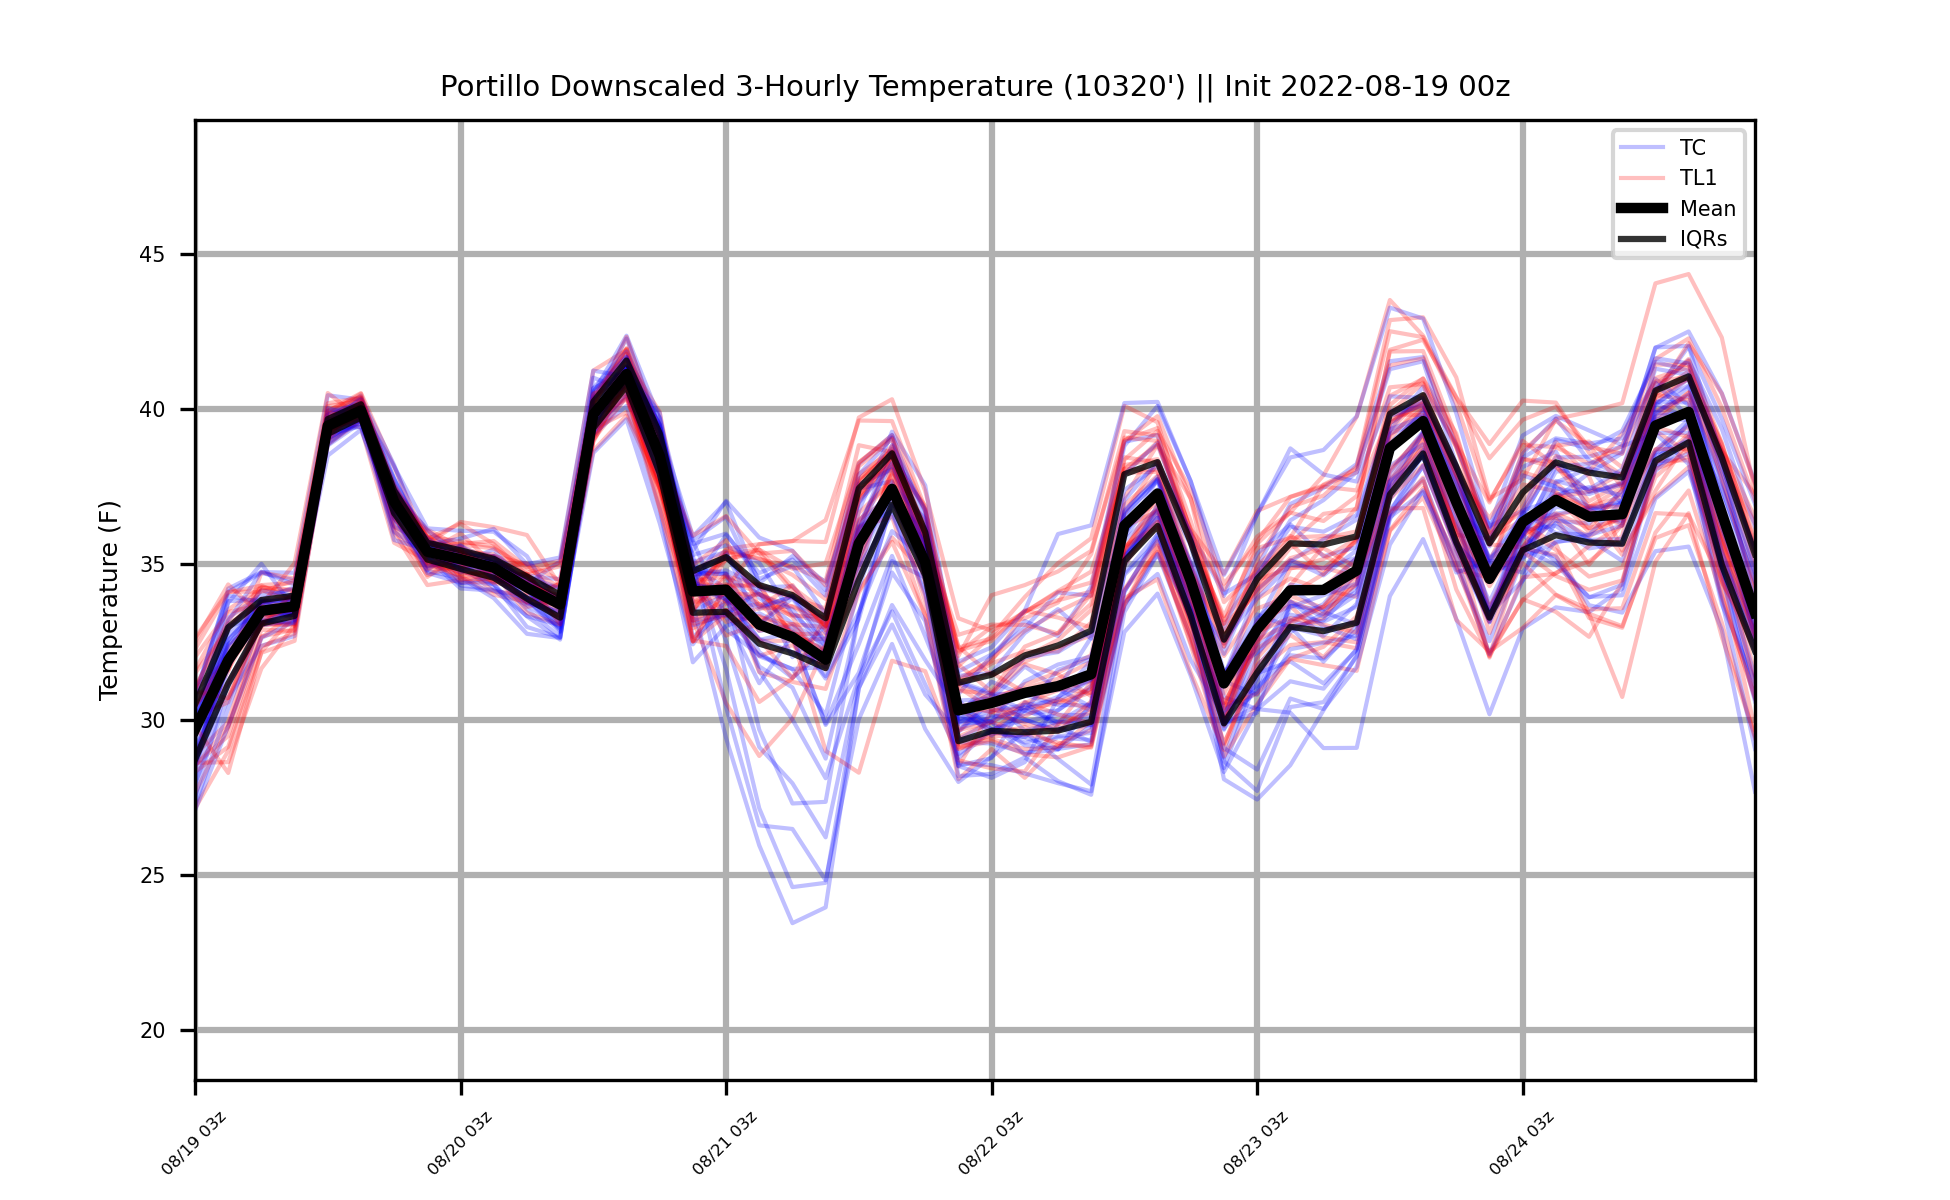 Portillo Downscaled 3-Hourly Temperature (10320') || Init 2022-08-19 00z
TC
TL1
Mean
IQRs
Temperature (F)
45
40
35
30
25
20
08/19 03z
08/20 03z
08/21 03z
08/22 03z
08/23 03z
08/24 03z